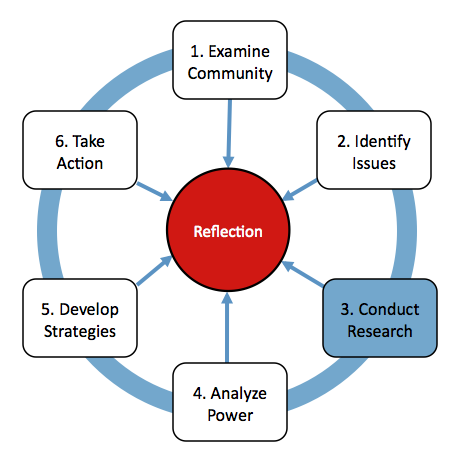 1. Examine
Community
2. Identify
Issues
3. Conduct
Research
4. Analyze
Power
5. Develop
Strategies
6. Take
Action
Reflection